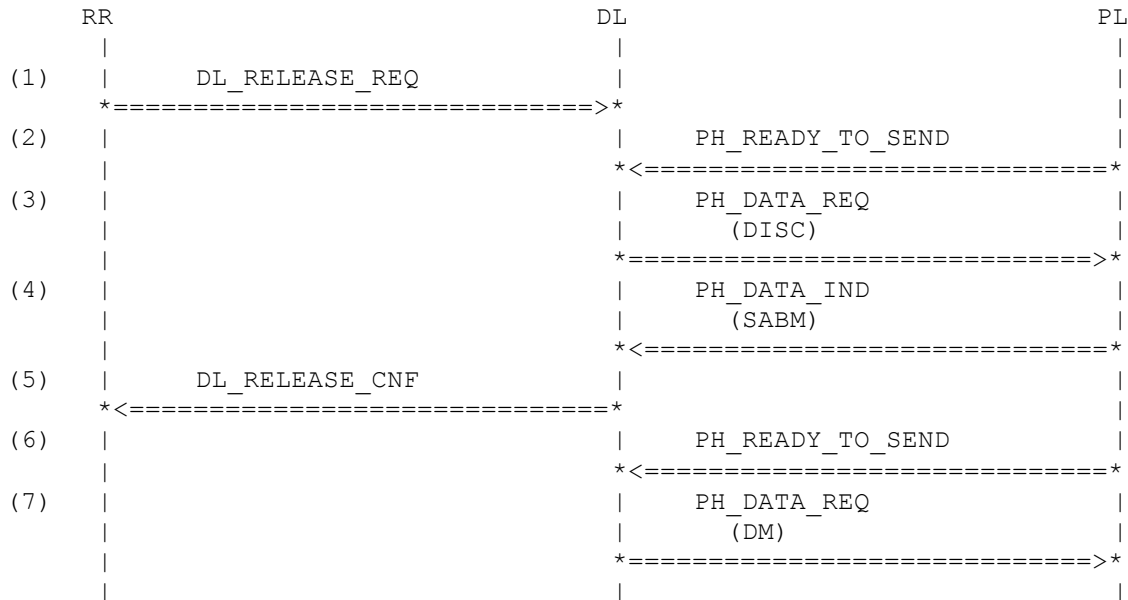 RR DL PL
(1) DL_RELEASE_REQ
(2) PH_READY_TO_SEND
(3) PH_DATA_REQ
(DISC)
(4) PH_DATA_IND
(SABM)
(5) DL_RELEASE_CNF
(6) PH_READY_TO_SEND
(7) PH_DATA_REQ
(DM)